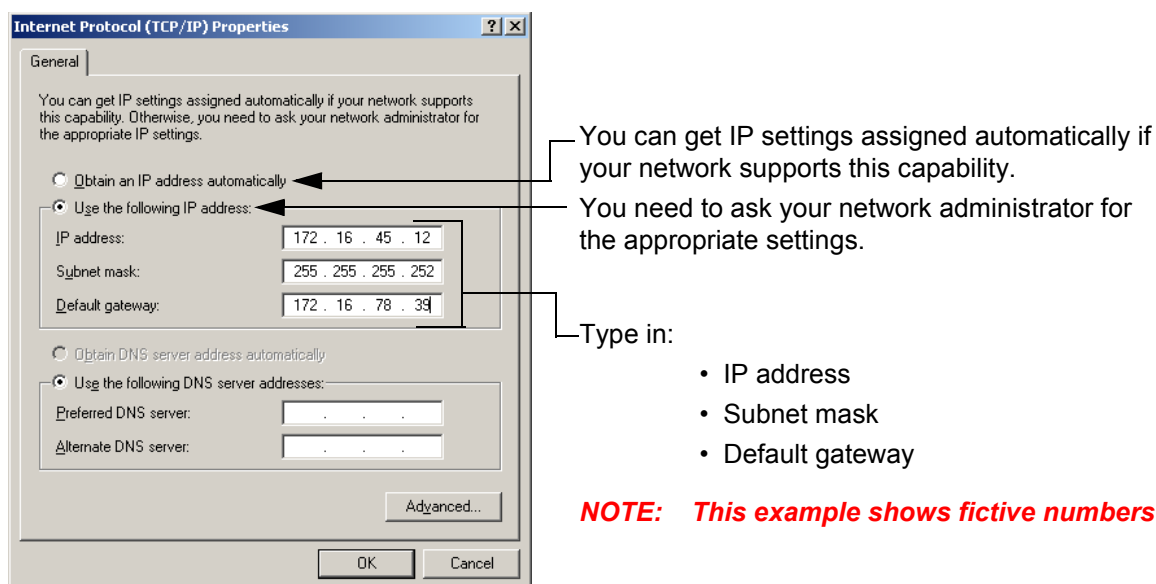 Internet Protocol (TCP/IP) Properties
General
You can get IP settings assigned automatically if your network supports
this capability. Otherwise, you need to ask your network administrator for
the appropriate IP settings.
Obtain an IP address automatically
Use the following IP address:
IP address:
172 . 16 . 45 . 12
Subnet mask:
255 . 255 . 255 . 252
Default gateway:
172 . 16 . 78 . 39
Obtain DNS server address automatically
Use the following DNS server addresses:
Preferred DNS server:
. . .
Alternate DNS server:
. . .
Advanced...
OK
Cancel
You can get IP settings assigned automatically if
your network supports this capability.
You need to ask your network administrator for
the appropriate settings.
Type in:
• IP address
• Subnet mask
• Default gateway
NOTE: This example shows fictive numbers